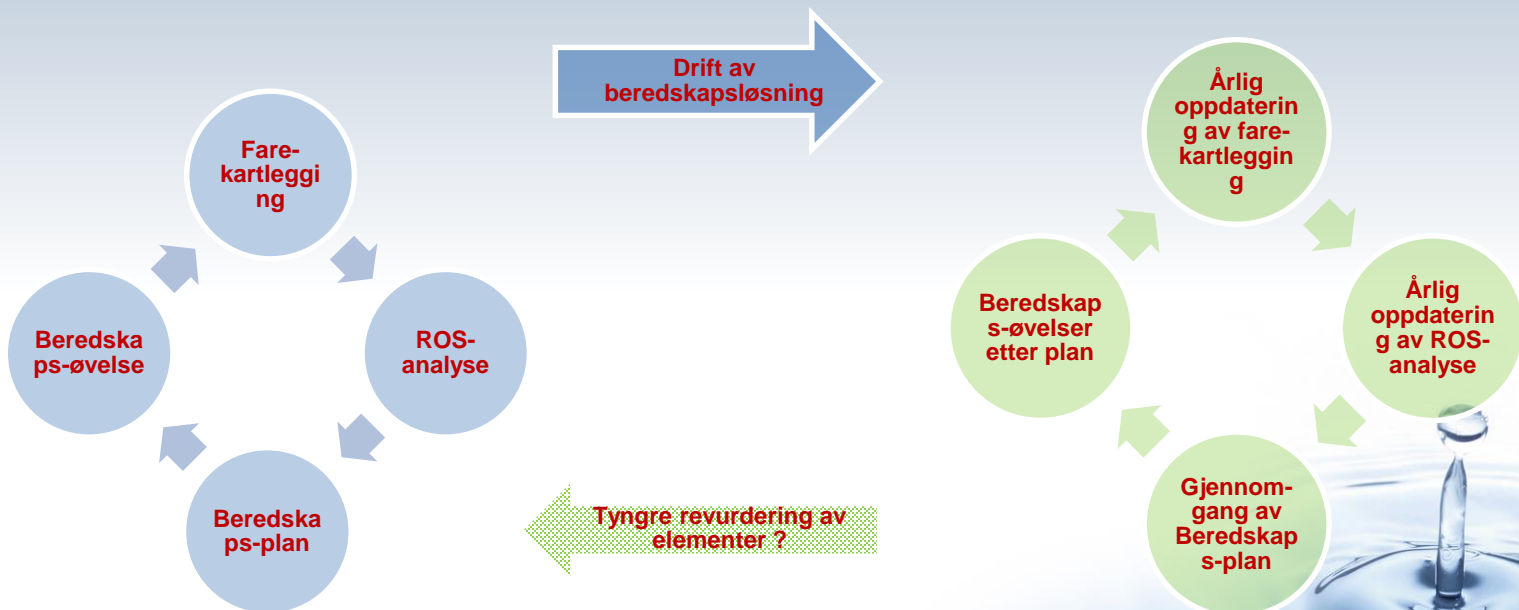 Drift av
beredskapsløsning
Fare-
kartleggi
ng
ROS-
analyse
Beredska
ps-plan
Beredska
ps-øvelse
Årlig
oppdaterin
g av fare-
kartleggin
g
Årlig
oppdaterin
g av ROS-
analyse
Gjennom-
gang av
Beredskap
s-plan
Beredskap
s-øvelser
etter plan
Tyngre revurdering av
elementer ?